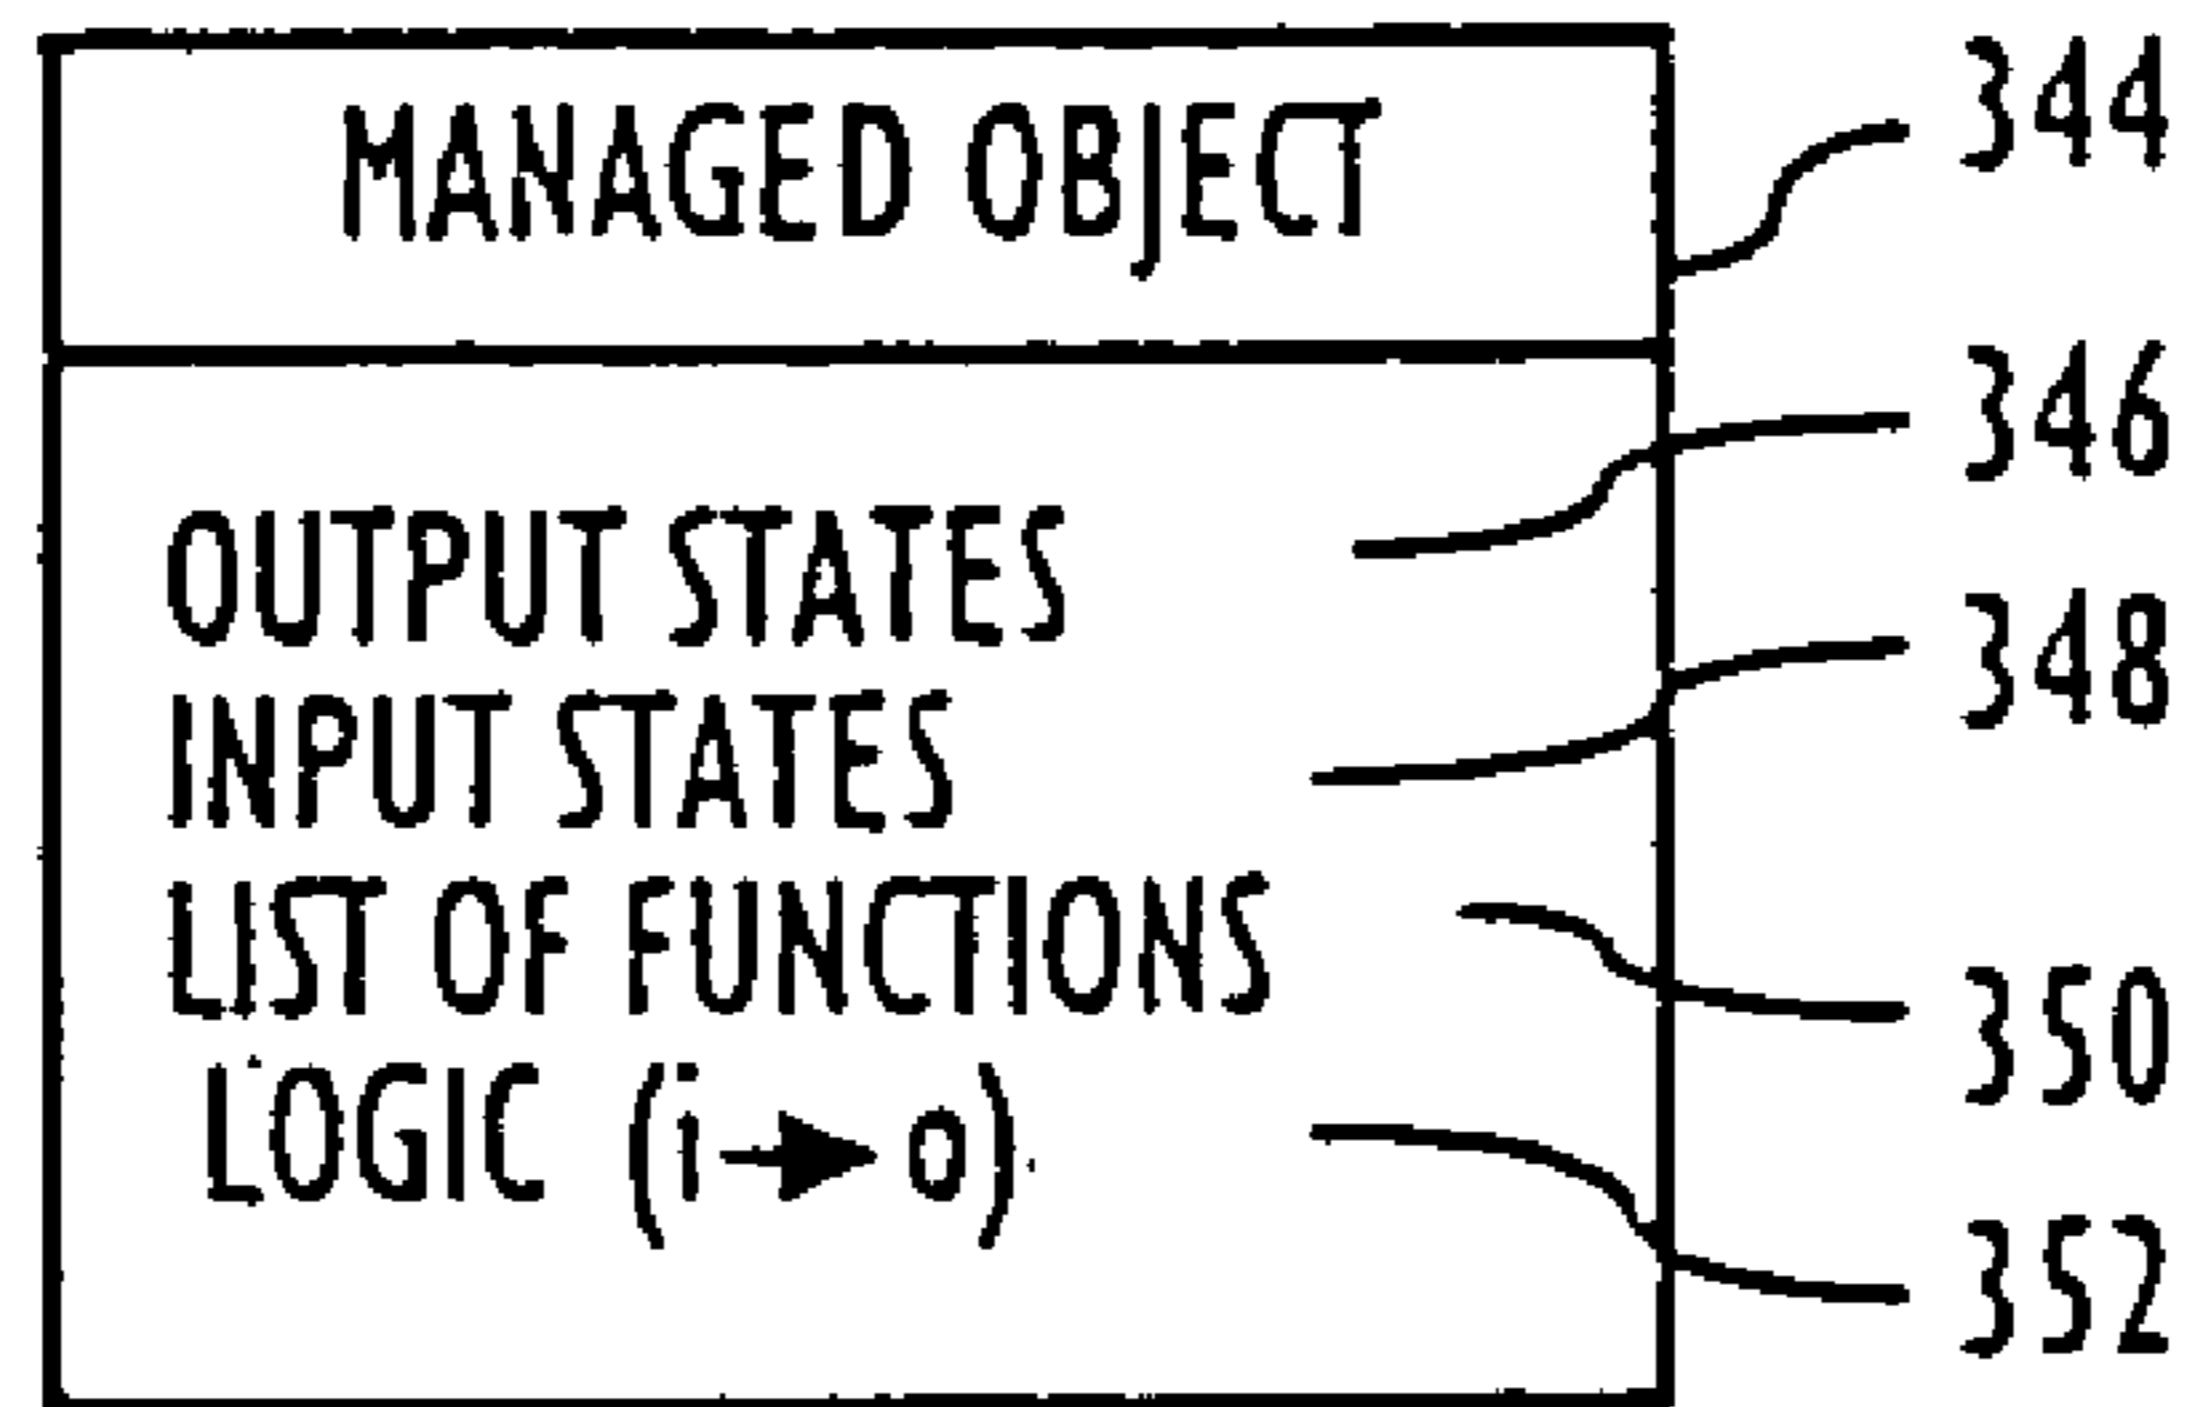 MANAGED OBJECT 344
346
OUTPUT STATES
348
INPUT STATES
LIST OF FUNCTIONS
350
LOGIC (i → o)
352